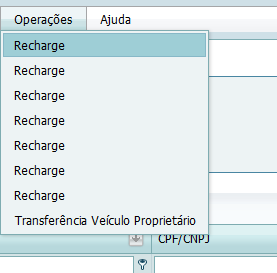 Operações Ajuda
Recharge
Recharge
Recharge
Recharge
Recharge
Recharge
Recharge
Transferência Veículo Proprietário
CPF/CNPJ